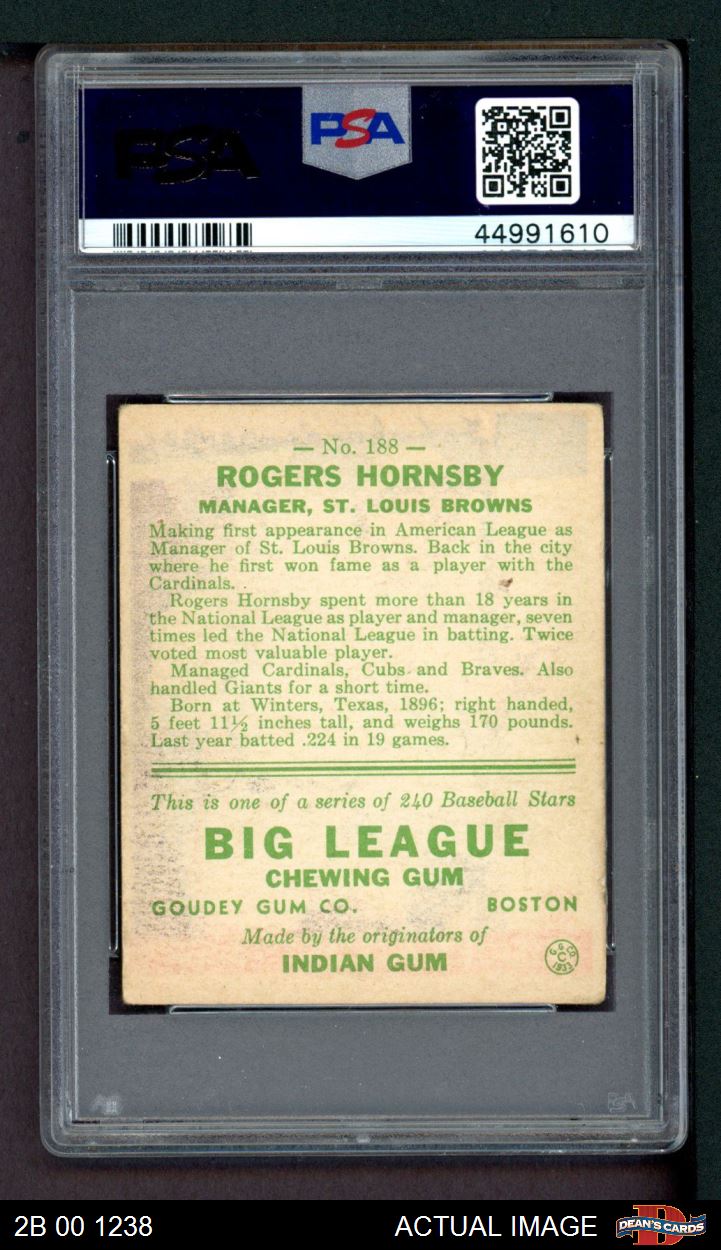 PSA
PSA
44991610
— No. 188 —
ROGERS HORNSBY
MANAGER, ST. LOUIS BROWNS
Making first appearance in American League as
Manager of St. Louis Browns. Back in the city
where he first won fame as a player with the
Cardinals.
Rogers Hornsby spent more than 18 years in
the National League as player and manager, seven
times led the National League in batting. Twice
voted most valuable player.
Managed Cardinals, Cubs and Braves. Also
handled Giants for a short time.
Born at Winters, Texas, 1896; right handed,
5 feet 11½ inches tall, and weighs 170 pounds.
Last year batted .224 in 19 games.
This is one of a series of 240 Baseball Stars
BIG LEAGUE
CHEWING GUM
GOUDEY GUM CO. BOSTON
Made by the originators of
INDIAN GUM
G. G. CO.
C
1933
2B 00 1238 ACTUAL IMAGE DEAN'S CARDS